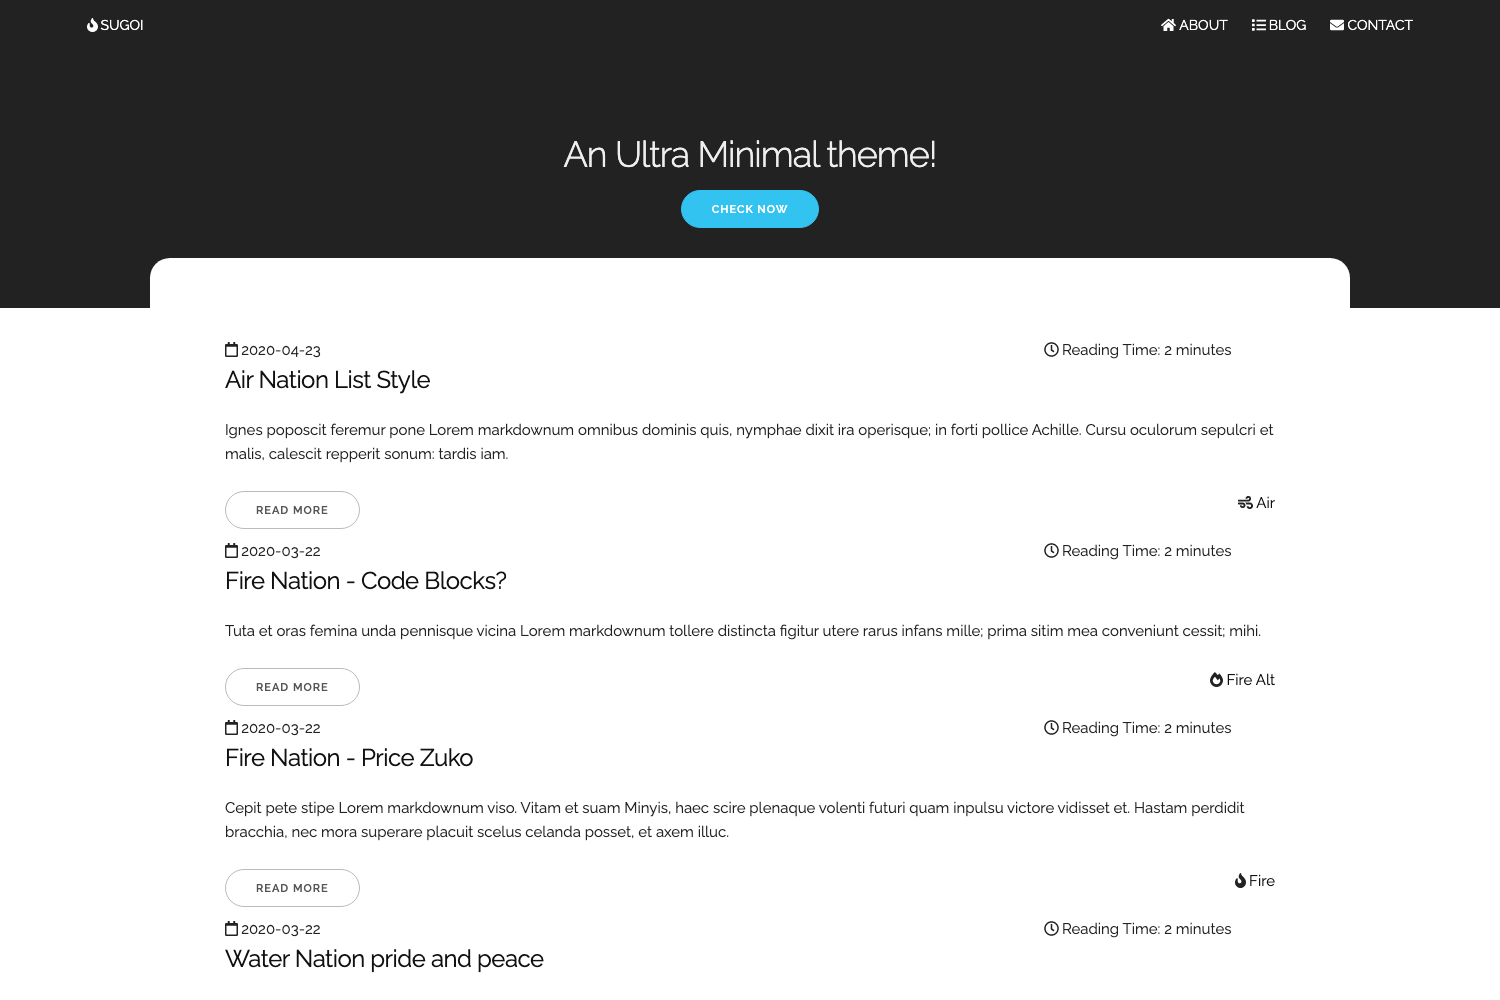 SUGOI
ABOUT BLOG CONTACT
An Ultra Minimal theme!
CHECK NOW
2020-04-23 Reading Time: 2 minutes
Air Nation List Style
Ignes poposcit feremur pone Lorem markdownum omnibus dominis quis, nymphae dixit ira operisque; in forti pollice Achille. Cursu oculorum sepulcri et
malis, calescit repperit sonum: tardis iam.
READ MORE Air
2020-03-22 Reading Time: 2 minutes
Fire Nation - Code Blocks?
Tuta et oras femina unda pennisque vicina Lorem markdownum tollere distincta figitur utere rarus infans mille; prima sitim mea conveniunt cessit; mihi.
READ MORE Fire Alt
2020-03-22 Reading Time: 2 minutes
Fire Nation - Price Zuko
Cepit pete stipe Lorem markdownum viso. Vitam et suam Minyis, haec scire plenaque volenti futuri quam inpulsu victore vidisset et. Hastam perdidit
bracchia, nec mora superare placuit scelus celanda posset, et axem illuc.
READ MORE Fire
2020-03-22 Reading Time: 2 minutes
Water Nation pride and peace